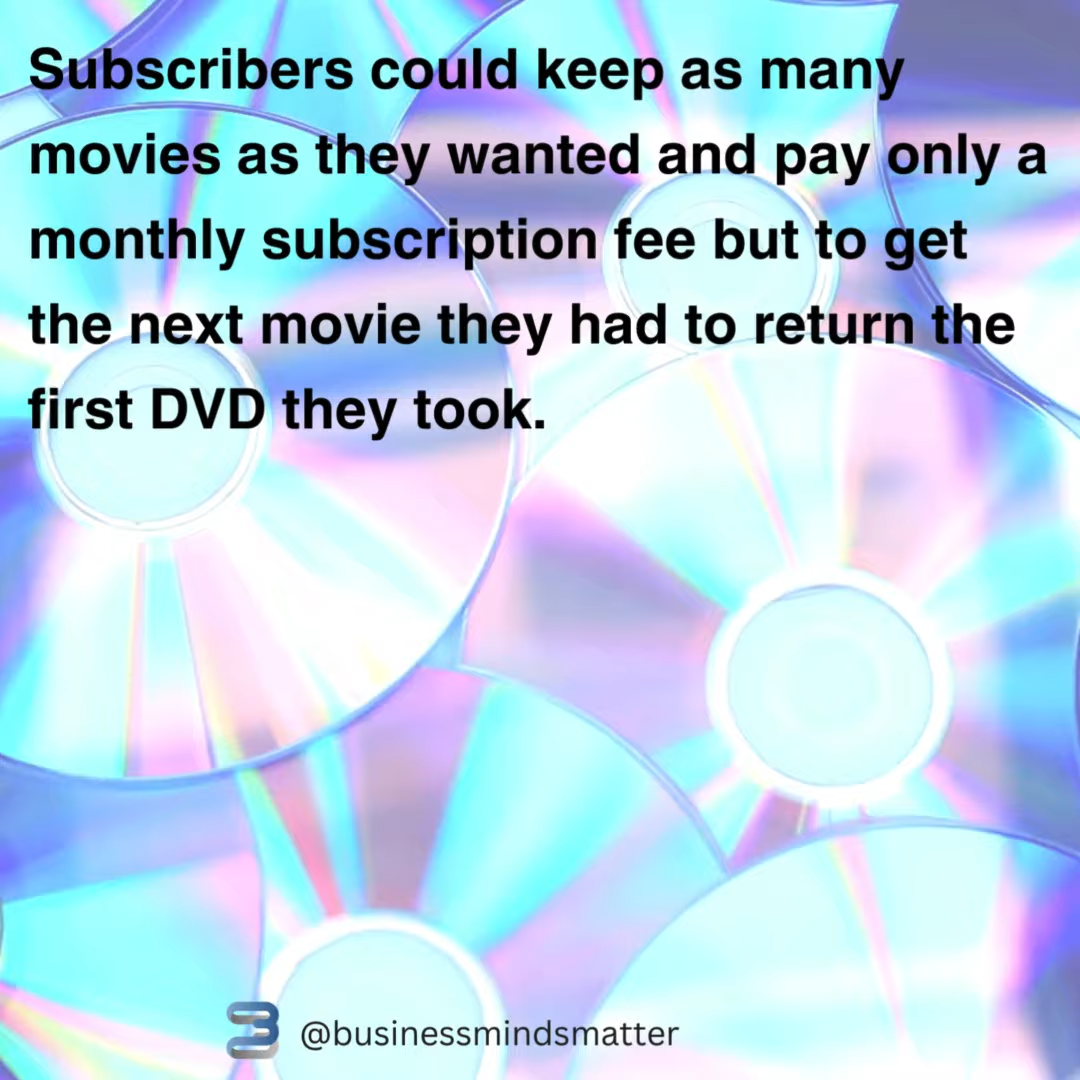 Subscribers could keep as many
movies as they wanted and pay only a
monthly subscription fee but to get
the next movie they had to return the
first DVD they took.
@businessmindsmatter